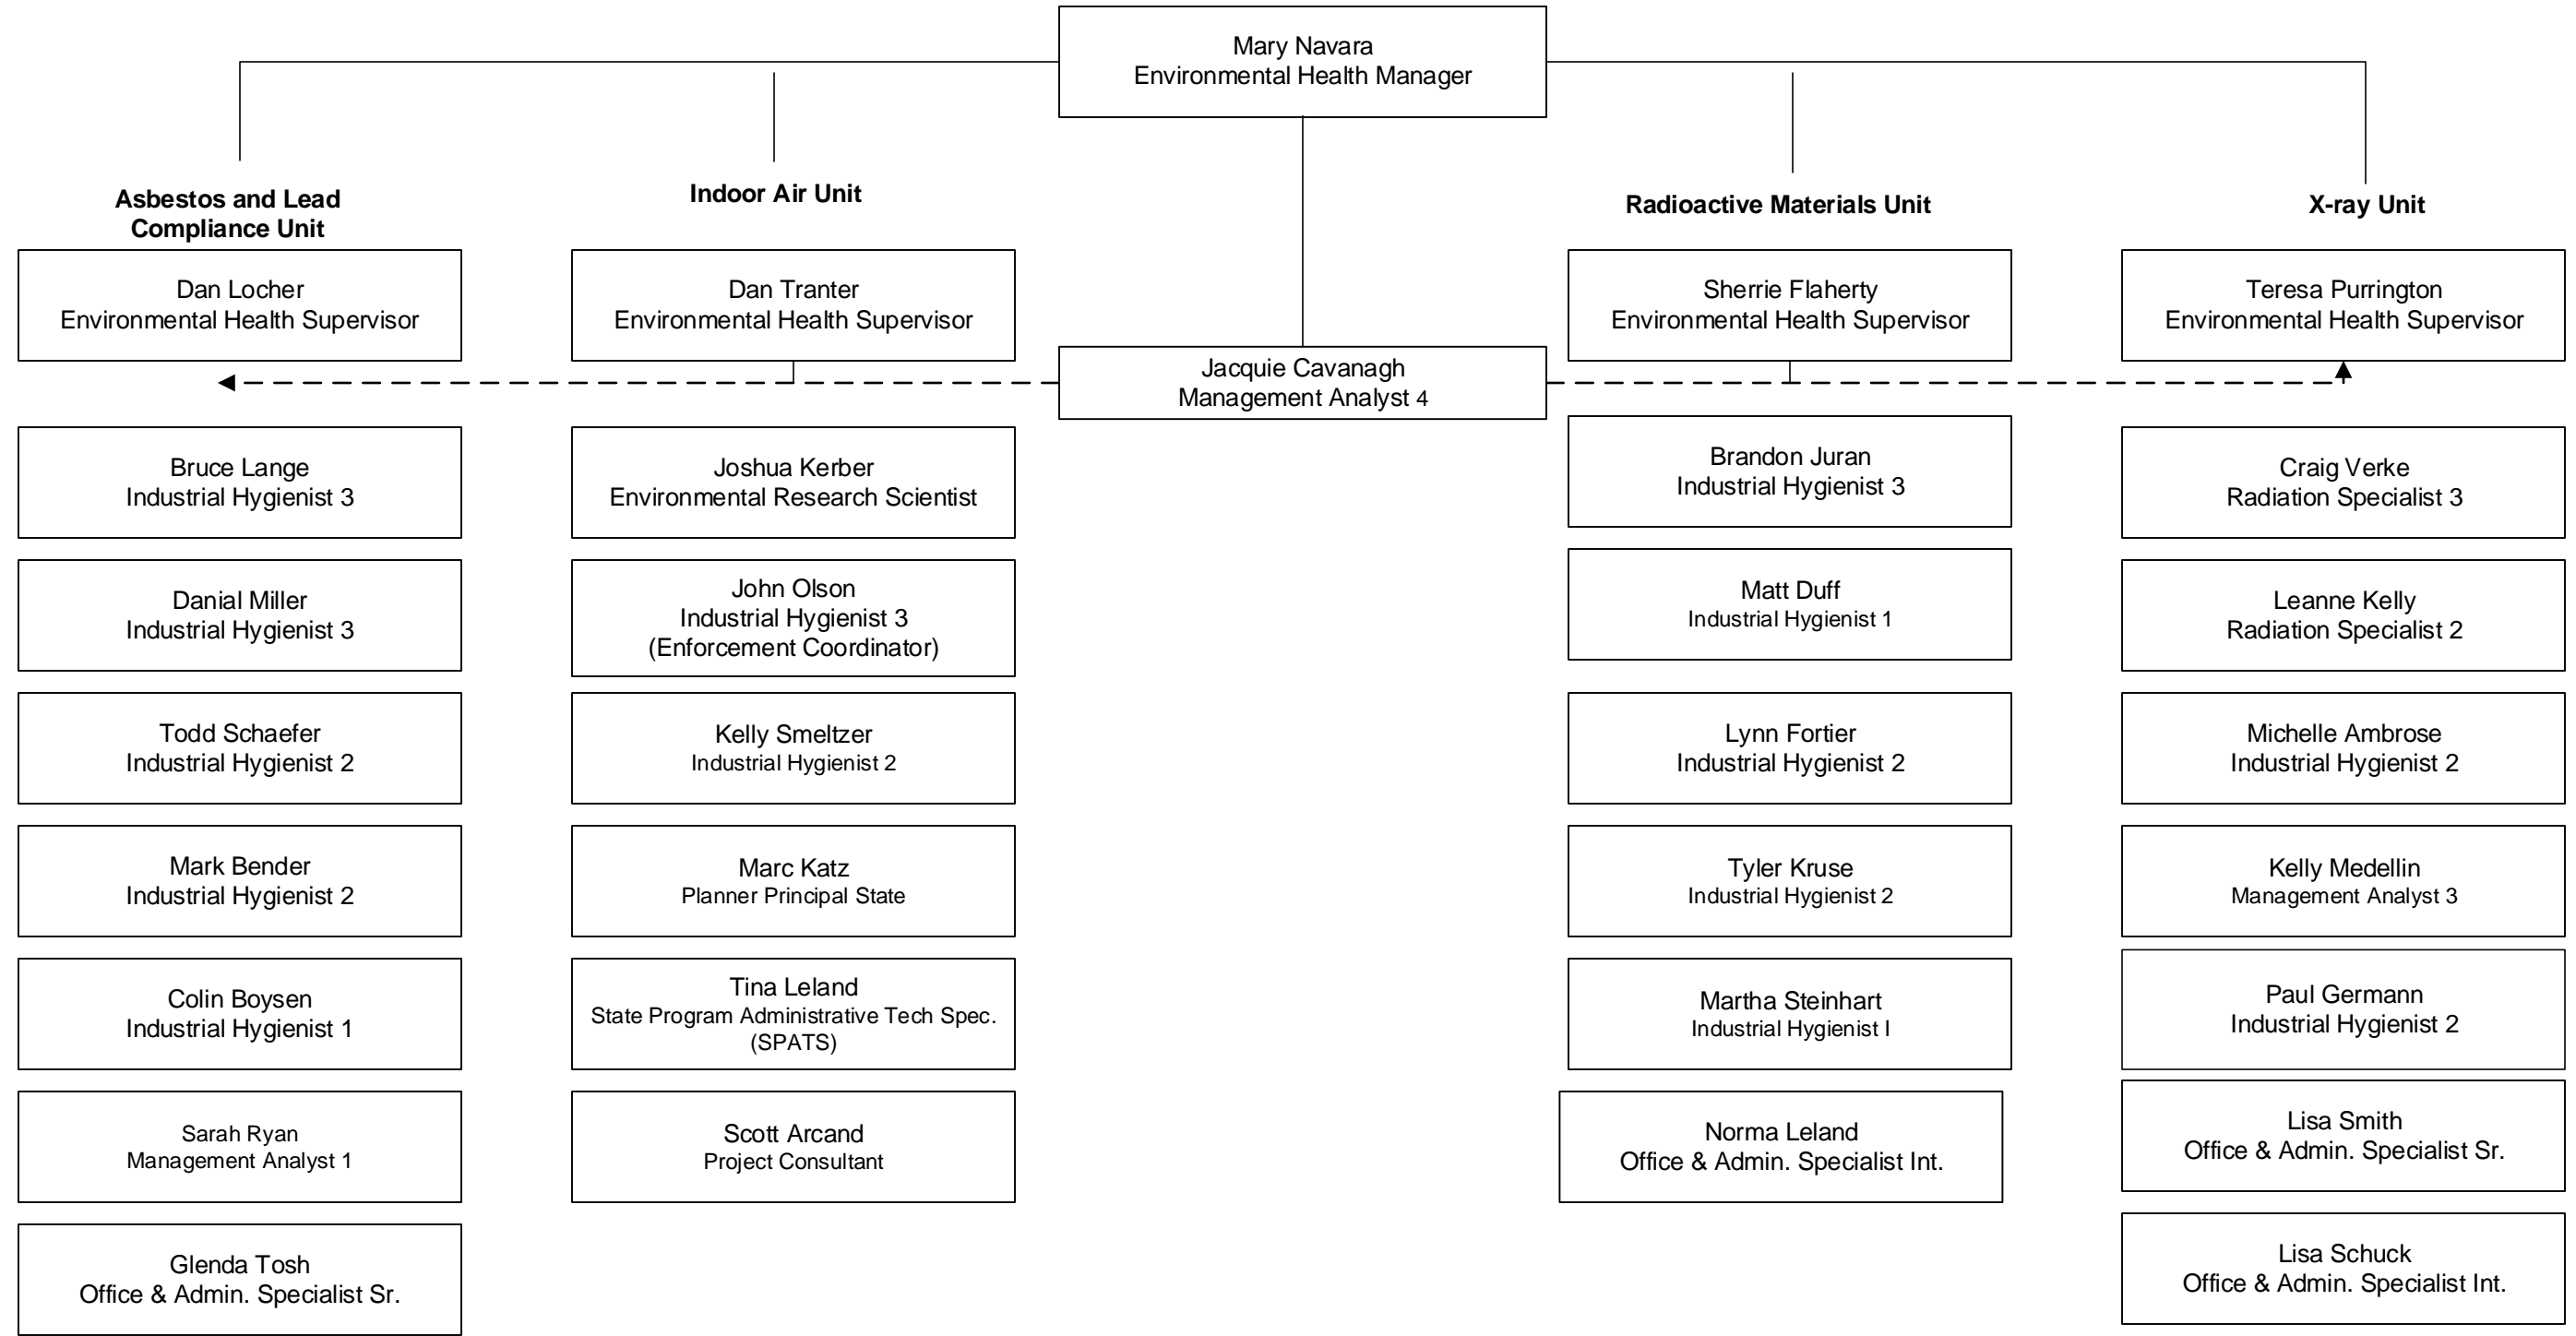 Mary Navara
Environmental Health Manager
Asbestos and Lead
Compliance Unit
Dan Locher
Environmental Health Supervisor
Bruce Lange
Industrial Hygienist 3
Danial Miller
Industrial Hygienist 3
Todd Schaefer
Industrial Hygienist 2
Mark Bender
Industrial Hygienist 2
Colin Boysen
Industrial Hygienist 1
Sarah Ryan
Management Analyst 1
Glenda Tosh
Office & Admin. Specialist Sr.
Indoor Air Unit
Dan Tranter
Environmental Health Supervisor
Joshua Kerber
Environmental Research Scientist
John Olson
Industrial Hygienist 3
(Enforcement Coordinator)
Kelly Smeltzer
Industrial Hygienist 2
Marc Katz
Planner Principal State
Tina Leland
State Program Administrative Tech Spec.
(SPATS)
Scott Arcand
Project Consultant
Jacquie Cavanagh
Management Analyst 4
Radioactive Materials Unit
Sherrie Flaherty
Environmental Health Supervisor
Brandon Juran
Industrial Hygienist 3
Matt Duff
Industrial Hygienist 1
Lynn Fortier
Industrial Hygienist 2
Tyler Kruse
Industrial Hygienist 2
Martha Steinhart
Industrial Hygienist I
Norma Leland
Office & Admin. Specialist Int.
X-ray Unit
Teresa Purrington
Environmental Health Supervisor
Craig Verke
Radiation Specialist 3
Leanne Kelly
Radiation Specialist 2
Michelle Ambrose
Industrial Hygienist 2
Kelly Medellin
Management Analyst 3
Paul Germann
Industrial Hygienist 2
Lisa Smith
Office & Admin. Specialist Sr.
Lisa Schuck
Office & Admin. Specialist Int.